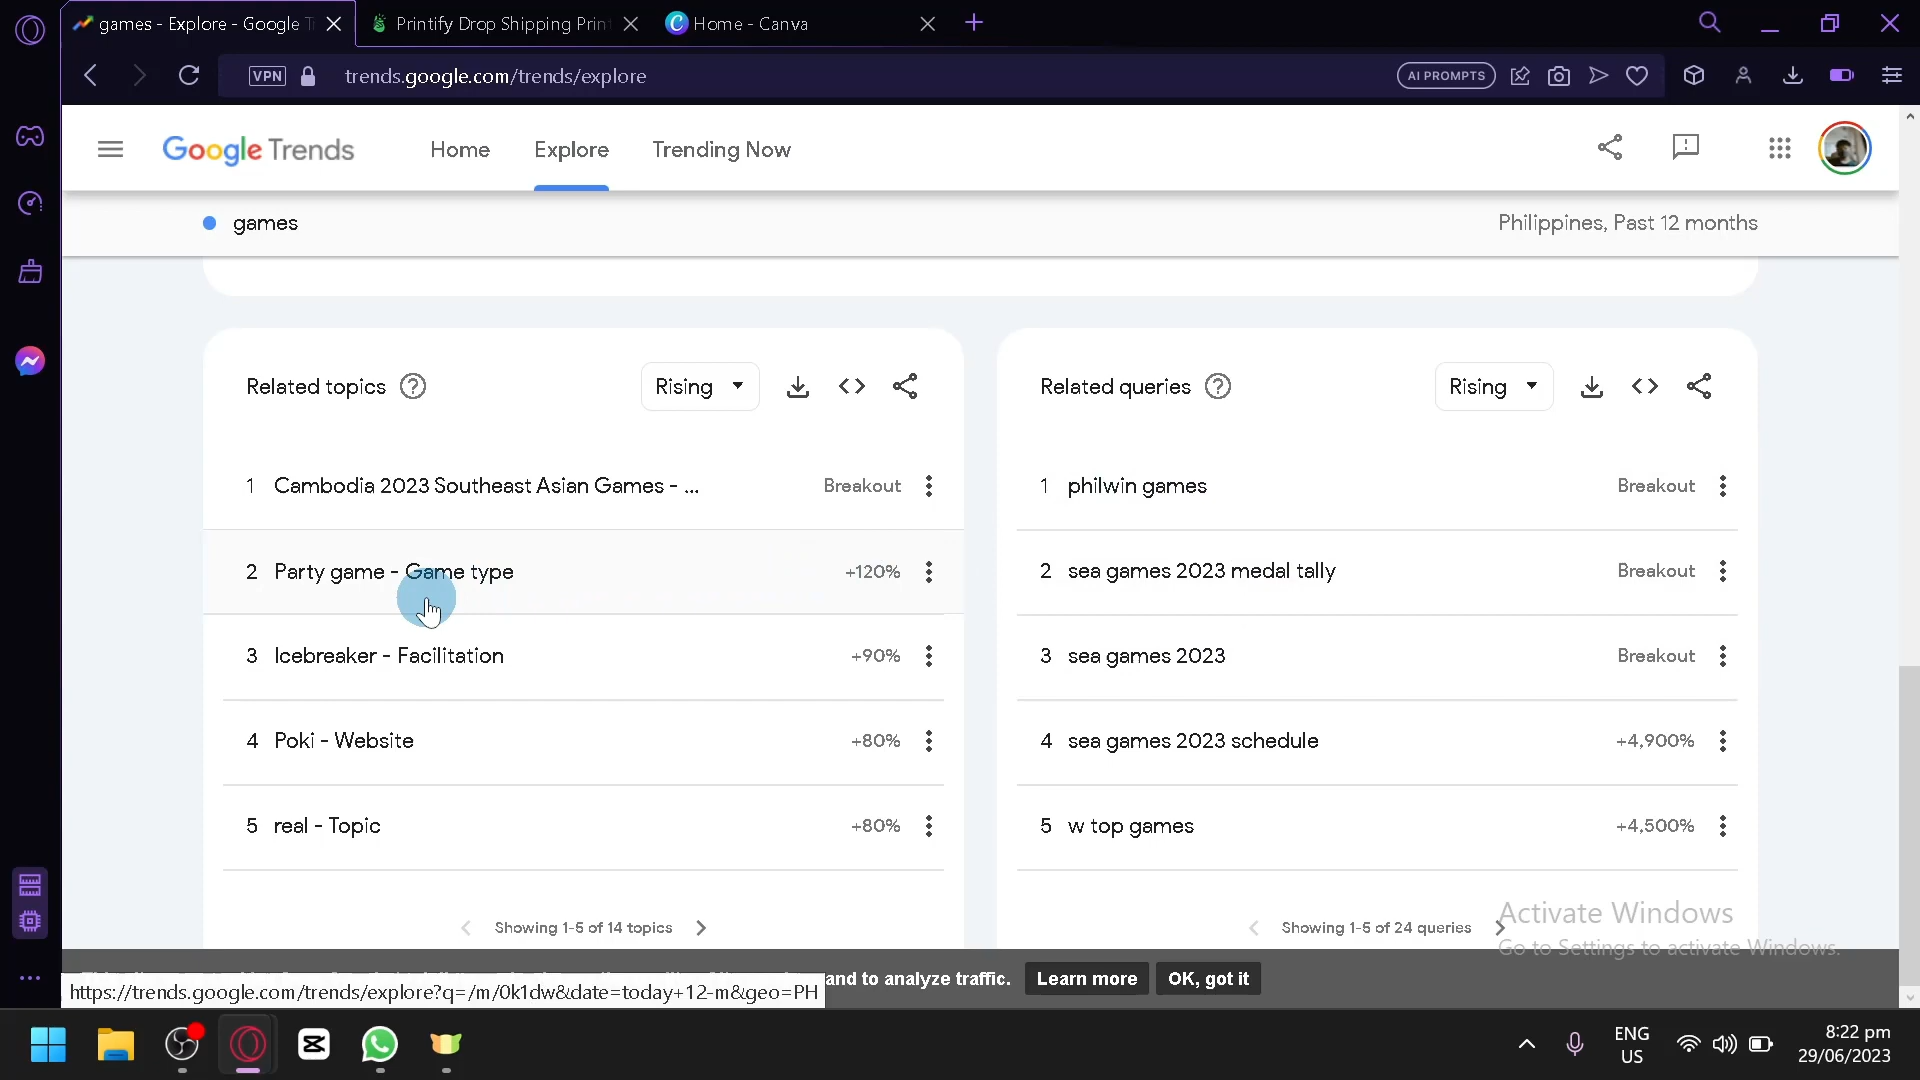 games - Explore - Google T
Printify Drop Shipping Prin
Home - Canva
VPN
trends.google.com/trends/explore
AI PROMPTS
Google Trends
Home
Explore
Trending Now
games
Philippines, Past 12 months
Related topics
Rising
1 Cambodia 2023 Southeast Asian Games - ... Breakout
2 Party game - Game type +120%
3 Icebreaker - Facilitation +90%
4 Poki - Website +80%
5 real - Topic +80%
Showing 1-5 of 14 topics
Related queries
Rising
1 philwin games Breakout
2 sea games 2023 medal tally Breakout
3 sea games 2023 Breakout
4 sea games 2023 schedule +4,900%
5 w top games +4,500%
Showing 1-5 of 24 queries
Activate Windows
Go to Settings to activate Windows.
and to analyze traffic.
Learn more
OK, got it
https://trends.google.com/trends/explore?q=/m/0k1dw&date=today+12-m&geo=PH
ENG
US
8:22 pm
29/06/2023